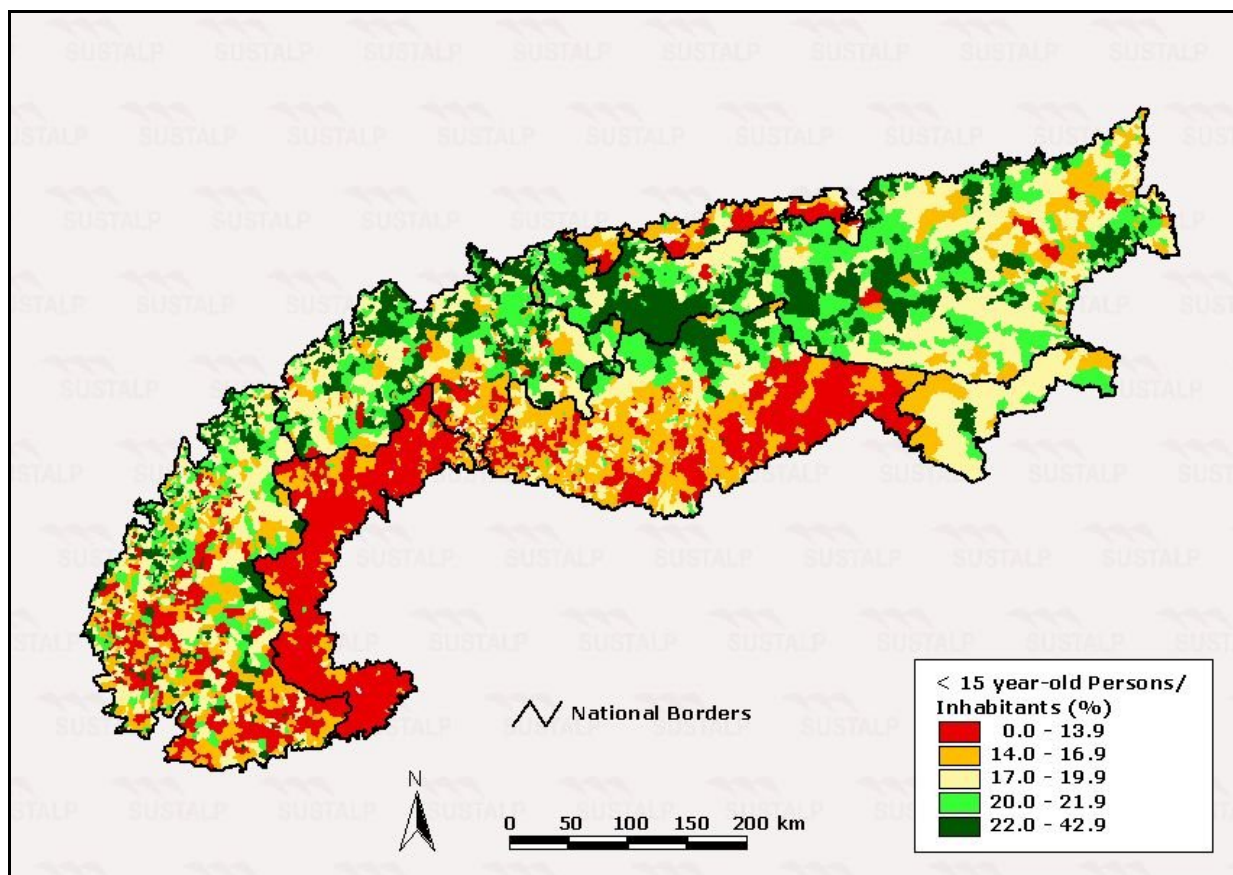 SUSTALP
National Borders
N
0 50 100 150 200 km
< 15 year-old Persons/
Inhabitants (%)
0.0 - 13.9
14.0 - 16.9
17.0 - 19.9
20.0 - 21.9
22.0 - 42.9